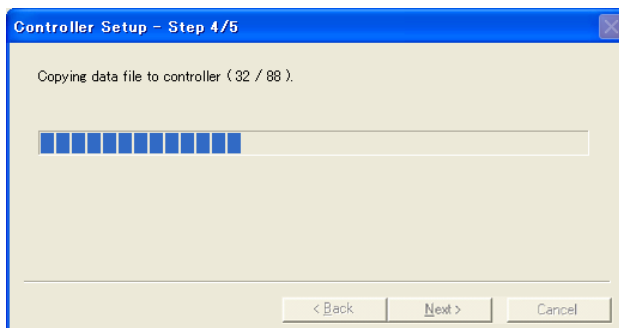 Controller Setup - Step 4/5
Copying data file to controller ( 32 / 88 ).
< Back Next > Cancel